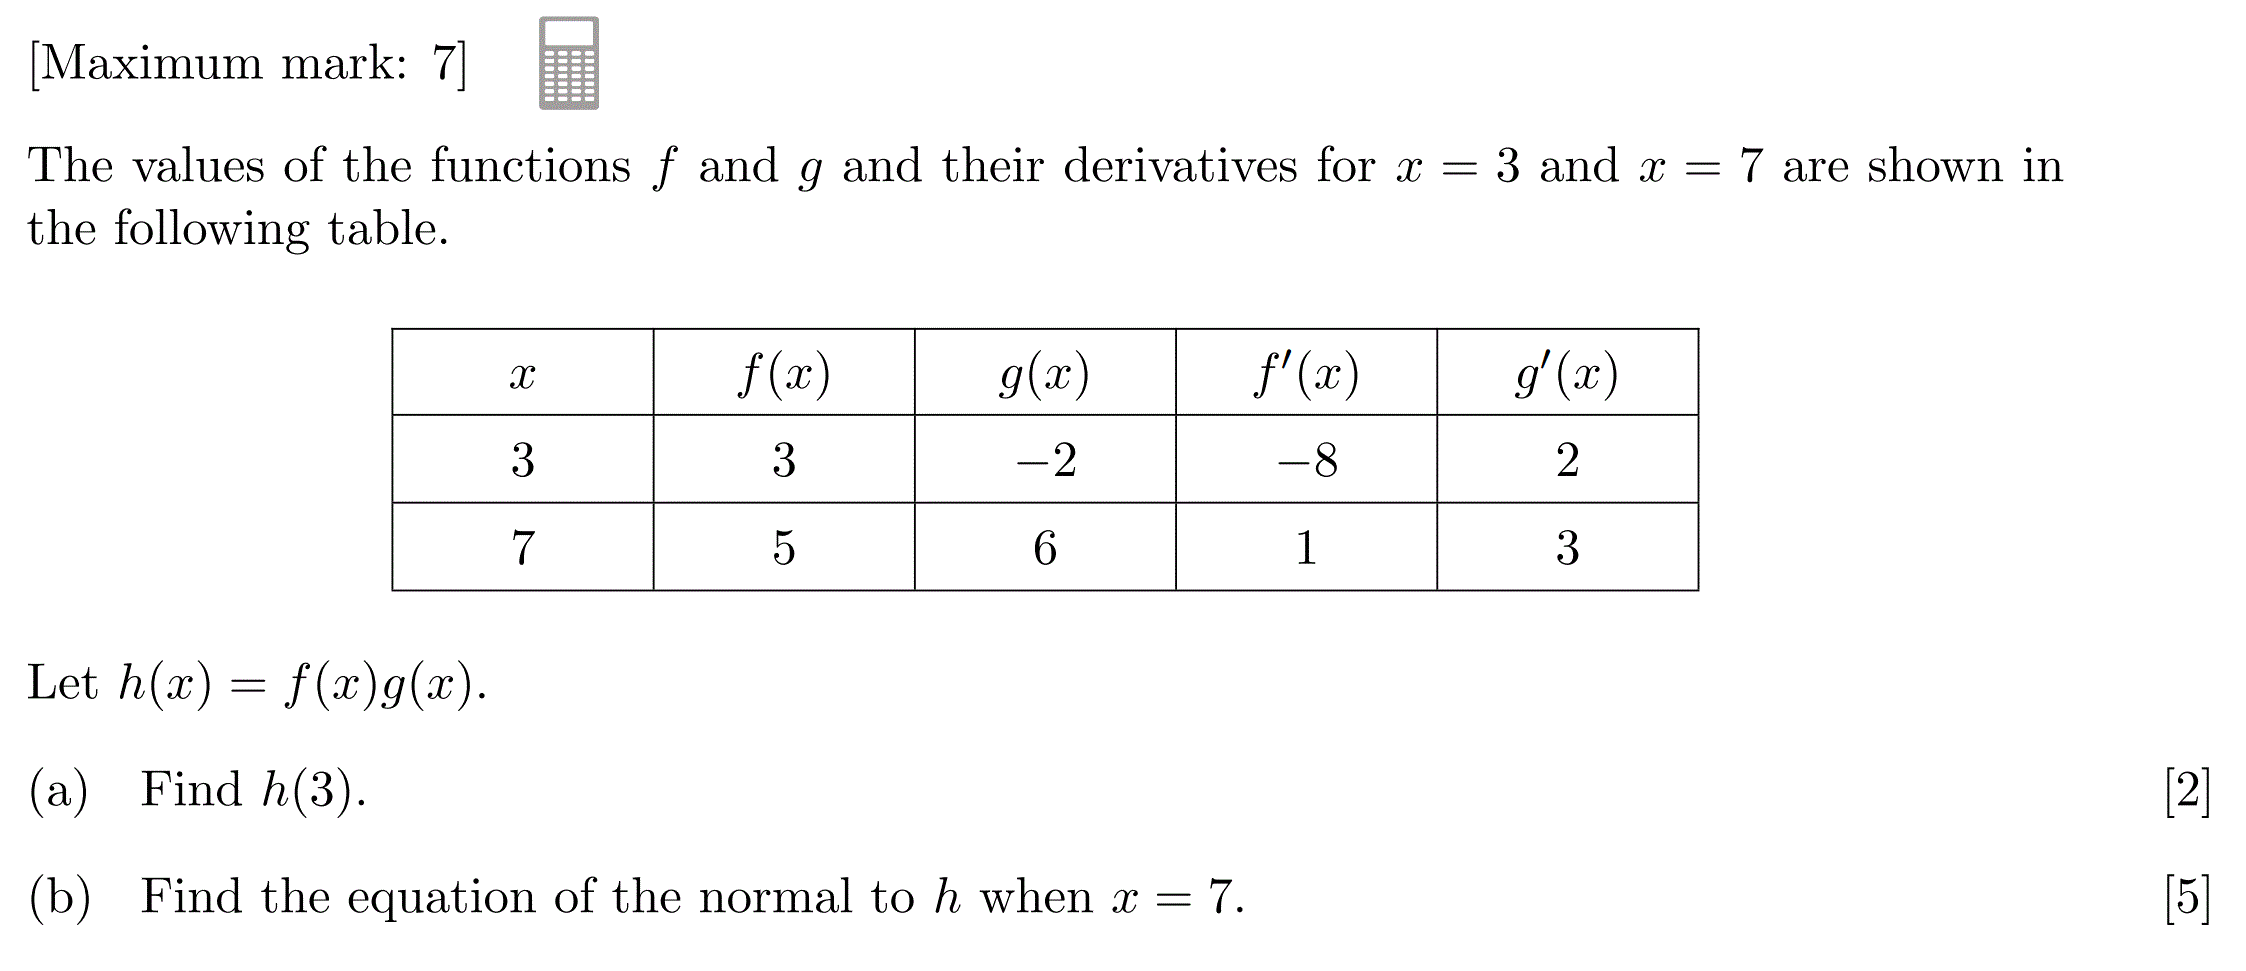 [Maximum mark: 7]
The values of the functions f and g and their derivatives for x = 3 and x = 7 are shown in
the following table.
x f(x) g(x) f′(x) g′(x)
3 3 −2 −8 2
7 5 6 1 3
Let h(x) = f(x)g(x).
(a) Find h(3). [2]
(b) Find the equation of the normal to h when x = 7. [5]